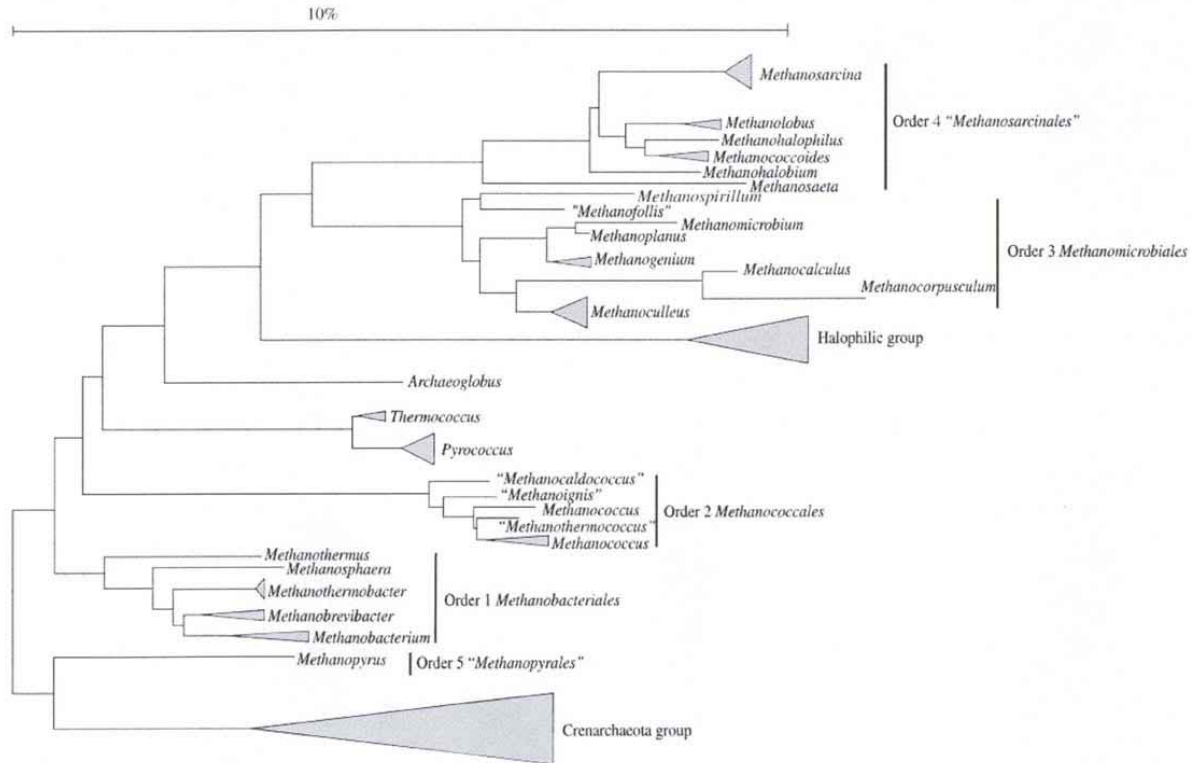 10%
Methanosarcina
Order 4 “Methanosarcinales”
Methanolobus
Methanohalophilus
Methanococcoides
Methanohalobium
Methanosaeta
Methanospirillum
"Methanofollis"
Methanomicrobium
Methanoplanus
Order 3 Methanomicrobiales
Methanogenium
Methanocalculus
Methanocorpusculum
Methanoculleus
Halophilic group
Archaeoglobus
Thermococcus
Pyrococcus
“Methanocaldococcus”
“Methanoignis”
Methanococcus
Order 2 Methanococcales
“Methanothermococcus”
Methanococcus
Methanothermus
Methanosphaera
Methanothermobacter
Order 1 Methanobacteriales
Methanobrevibacter
Methanobacterium
Methanopyrus
Order 5 “Methanopyrales”
Crenarchaeota group